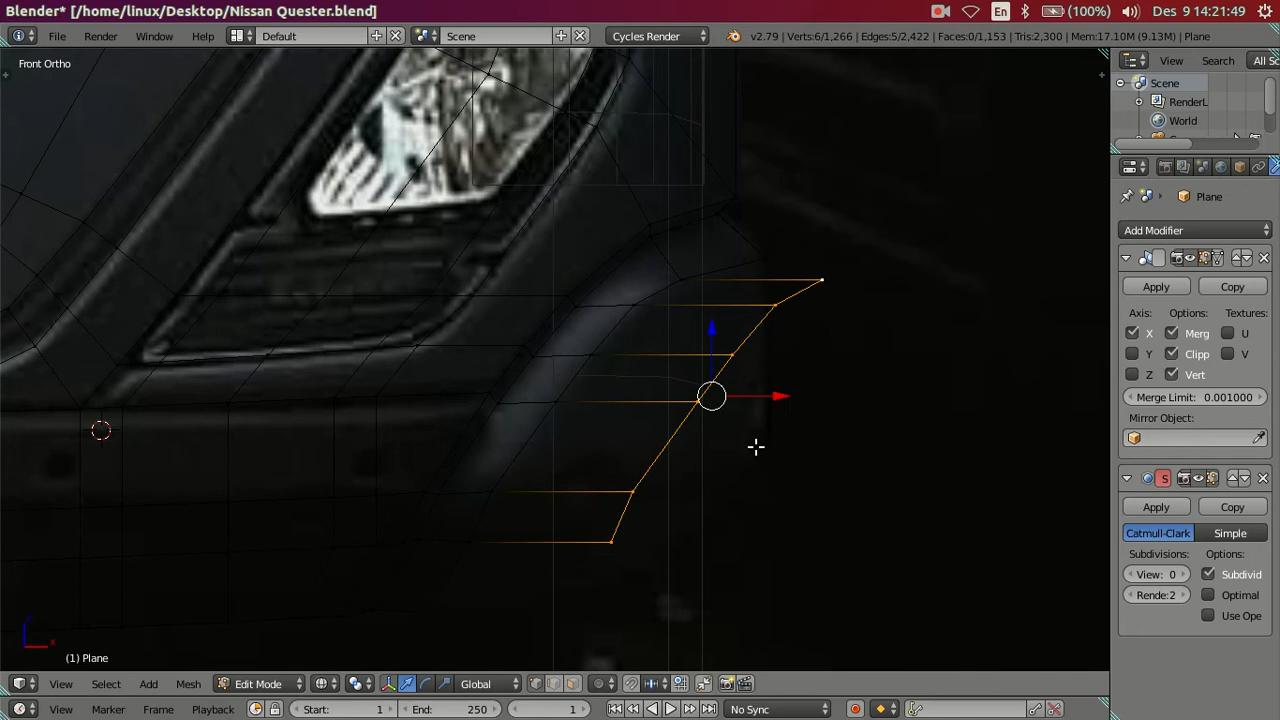 Blender* [/home/linux/Desktop/Nissan Quester.blend]
En (100%) Des 9 14:21:49
File Render Window Help Default Scene Cycles Render v2.79 | Verts:6/1,266 | Edges:5/2,422 | Faces:0/1,153 | Tris:2,300 | Mem:17.10M (9.13M) | Plane
Front Ortho
View Search All Sc
Scene
RenderL
World
Plane
Add Modifier
Apply Copy
Axis: Options: Textures:
X Merg U
Y Clipp V
Z Vert
Merge Limit: 0.001000
Mirror Object:
S
Apply Copy
Catmull-Clark Simple
Subdivisions: Options:
View: 0 Subdivid
Rende:2 Optimal
Use Ope
z
x
(1) Plane
View Select Add Mesh Edit Mode Global
View Marker Frame Playback Start: 1 End: 250 1 No Sync